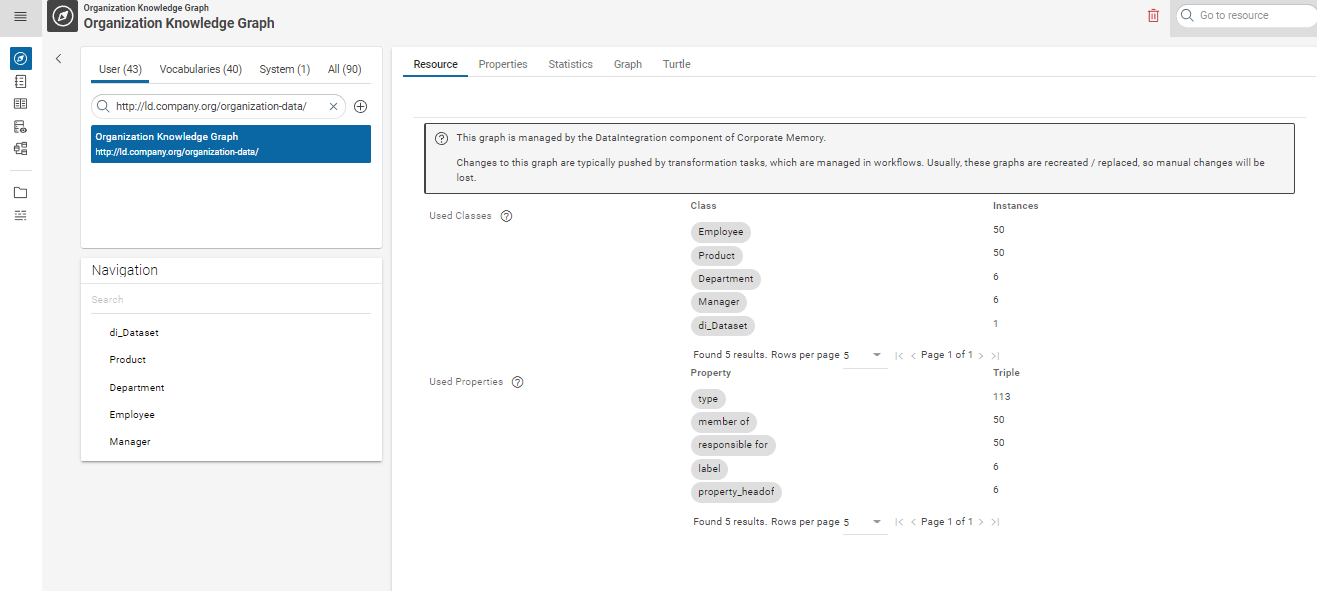 Organization Knowledge Graph
Organization Knowledge Graph
Go to resource
User (43) Vocabularies (40) System (1) All (90)
http://ld.company.org/organization-data/
Organization Knowledge Graph
http://ld.company.org/organization-data/
Navigation
Search
di_Dataset
Product
Department
Employee
Manager
Resource Properties Statistics Graph Turtle
This graph is managed by the DataIntegration component of Corporate Memory.
Changes to this graph are typically pushed by transformation tasks, which are managed in workflows. Usually, these graphs are recreated / replaced, so manual changes will be
lost.
Used Classes
Class Instances
Employee 50
Product 50
Department 6
Manager 6
di_Dataset 1
Found 5 results. Rows per page 5 Page 1 of 1
Used Properties
Property Triple
type 113
member of 50
responsible for 50
label 6
property_headof 6
Found 5 results. Rows per page 5 Page 1 of 1